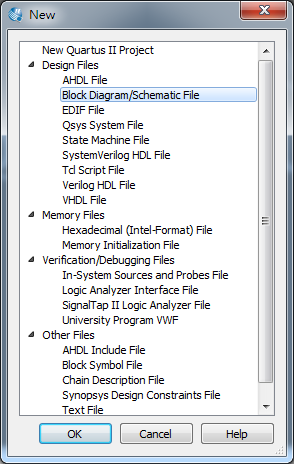 New
New Quartus II Project
Design Files
AHDL File
Block Diagram/Schematic File
EDIF File
Qsys System File
State Machine File
SystemVerilog HDL File
Tcl Script File
Verilog HDL File
VHDL File
Memory Files
Hexadecimal (Intel-Format) File
Memory Initialization File
Verification/Debugging Files
In-System Sources and Probes File
Logic Analyzer Interface File
SignalTap II Logic Analyzer File
University Program VWF
Other Files
AHDL Include File
Block Symbol File
Chain Description File
Synopsys Design Constraints File
Text File
OK Cancel Help